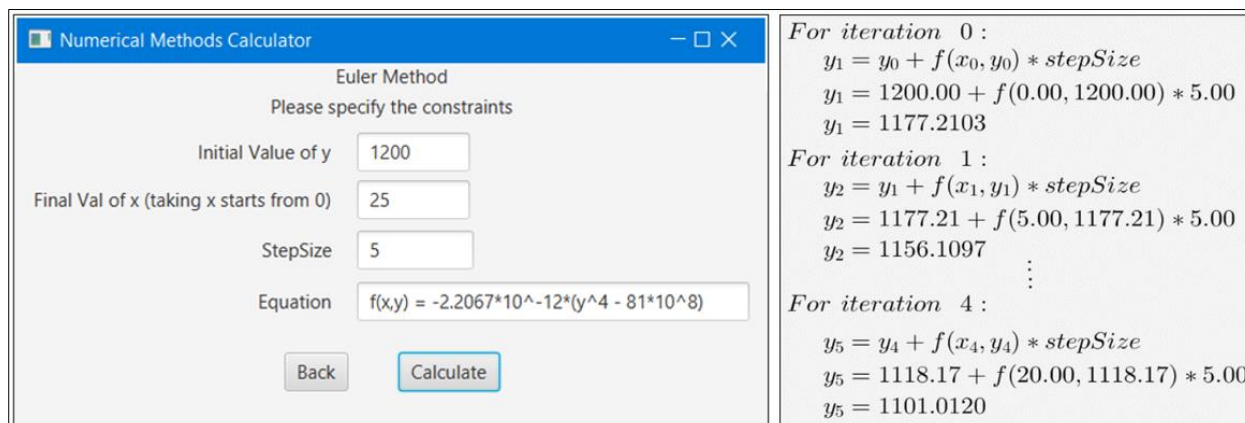 Numerical Methods Calculator
Euler Method
Please specify the constraints
Initial Value of y 1200
Final Val of x (taking x starts from 0) 25
StepSize 5
Equation f(x,y) = -2.2067*10^-12*(y^4 - 81*10^8)
Back Calculate
For iteration 0 :
y₁ = y₀ + f(x₀, y₀) * stepSize
y₁ = 1200.00 + f(0.00, 1200.00) * 5.00
y₁ = 1177.2103
For iteration 1 :
y₂ = y₁ + f(x₁, y₁) * stepSize
y₂ = 1177.21 + f(5.00, 1177.21) * 5.00
y₂ = 1156.1097
⋮
For iteration 4 :
y₅ = y₄ + f(x₄, y₄) * stepSize
y₅ = 1118.17 + f(20.00, 1118.17) * 5.00
y₅ = 1101.0120